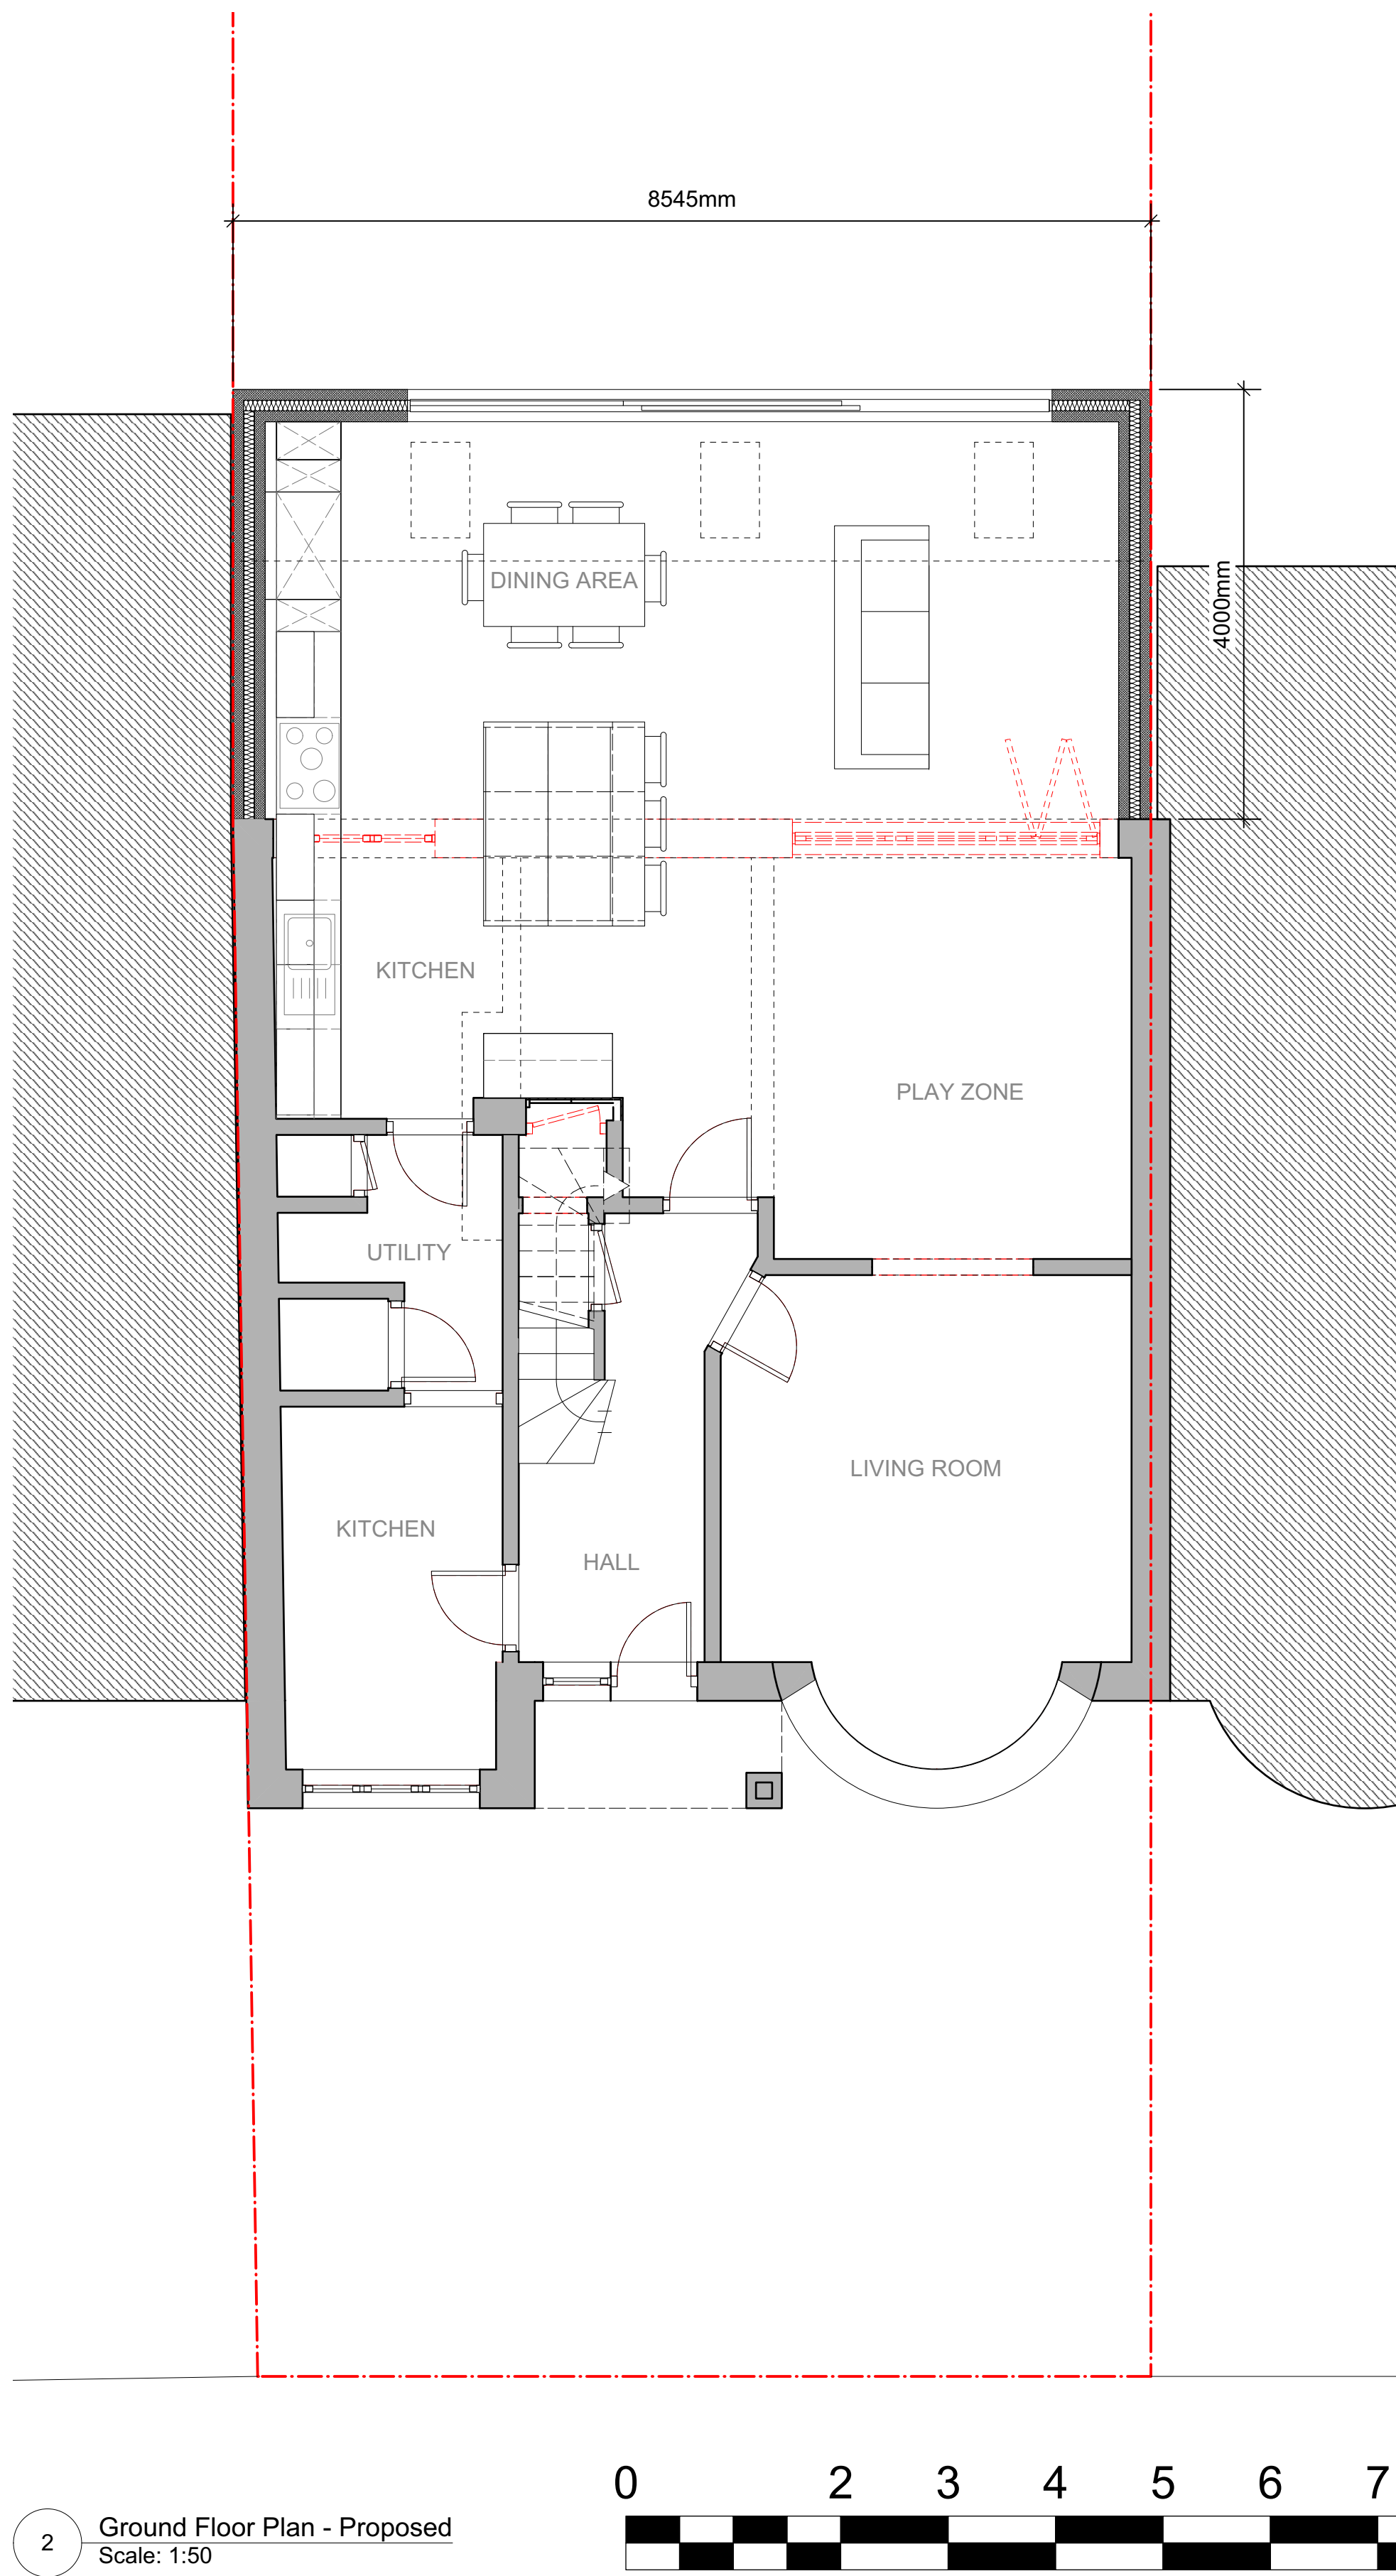 8545mm
4000mm
DINING AREA
KITCHEN
PLAY ZONE
UTILITY
LIVING ROOM
KITCHEN
HALL
0 2 3 4 5 6 7
2
Ground Floor Plan - Proposed
Scale: 1:50